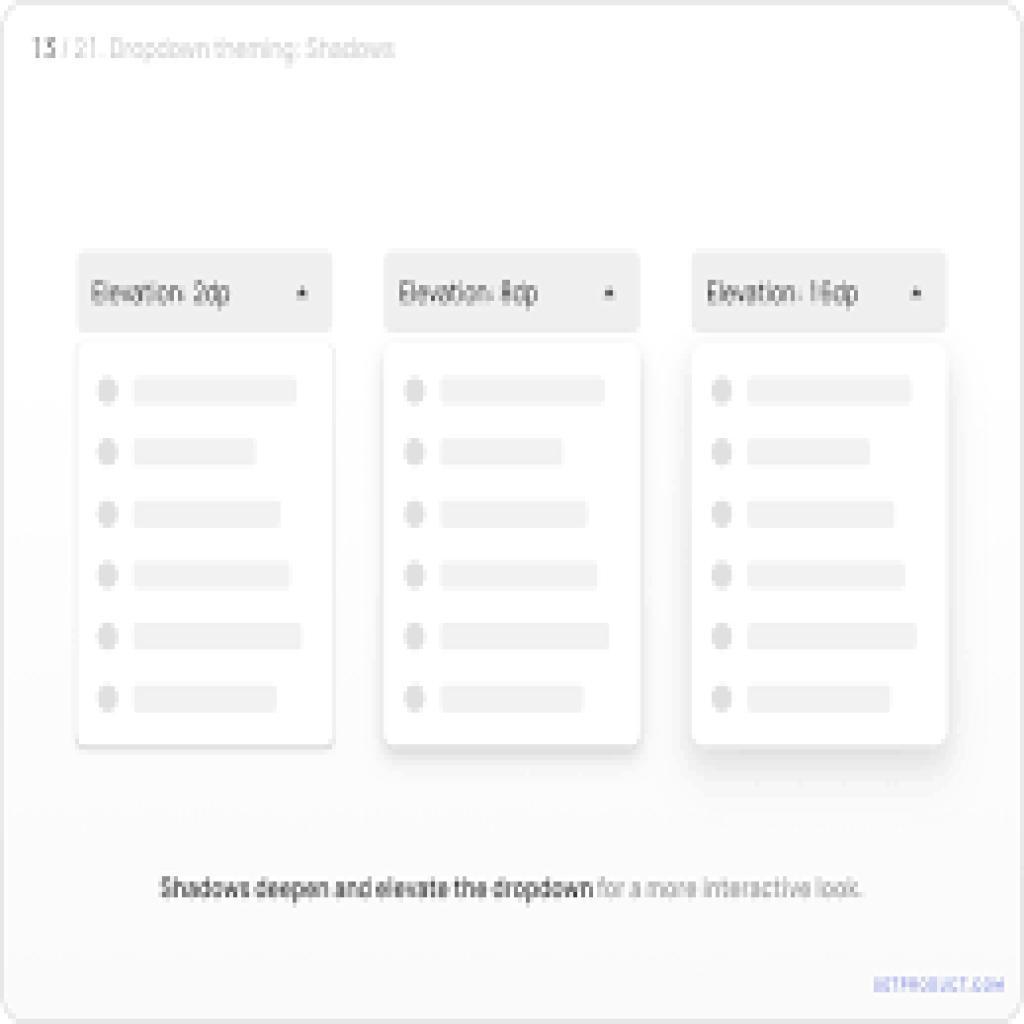 13 / 21. Dropdown theming: Shadows
Elevation: 2dp
Elevation: 8dp
Elevation: 16dp
Shadows deepen and elevate the dropdown for a more interactive look.
SETPRODUCT.COM